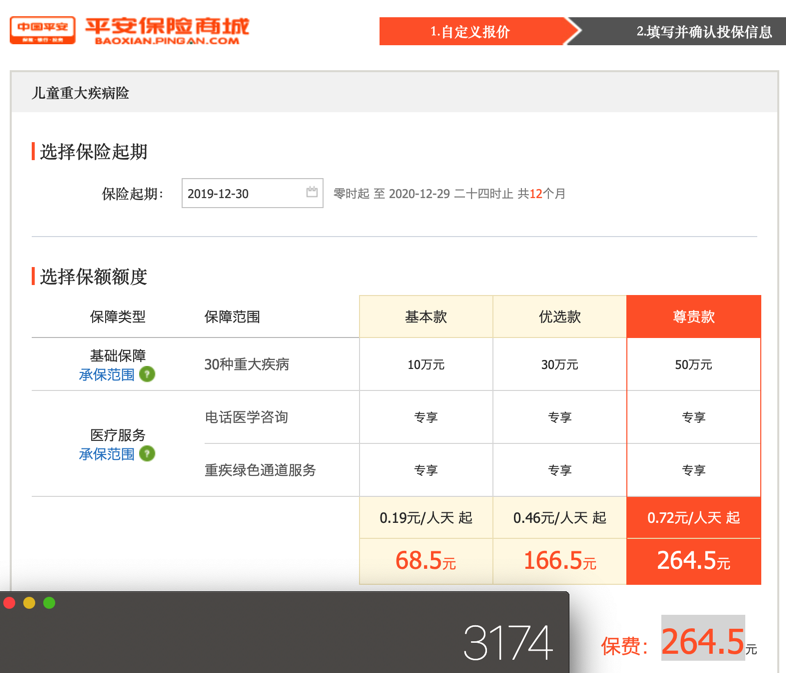 中国平安
保险·银行·投资
平安保险商城
BAOXIAN.PINGAN.COM
1.自定义报价
2.填写并确认投保信息
儿童重大疾病险
选择保险起期
保险起期：
2019-12-30
零时起 至 2020-12-29 二十四时止 共12个月
选择保额额度
保障类型 保障范围 基本款 优选款 尊贵款
基础保障
承保范围 ?
30种重大疾病 10万元 30万元 50万元
医疗服务
承保范围 ?
电话医学咨询 专享 专享 专享
重疾绿色通道服务 专享 专享 专享
0.19元/人天 起 0.46元/人天 起 0.72元/人天 起
68.5元 166.5元 264.5元
3174
保费：264.5元